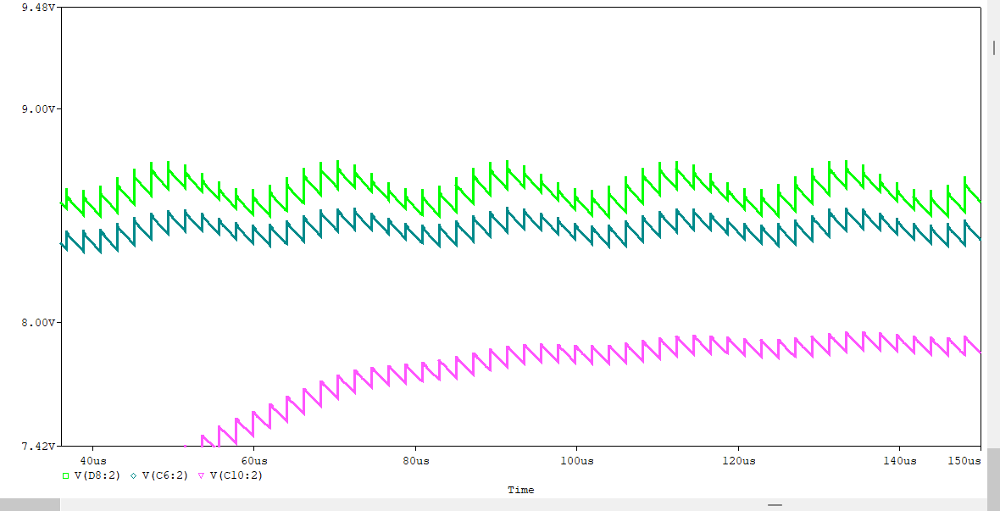 9.48V
9.00V
8.00V
7.42V
40us 60us 80us 100us 120us 140us 150us
V(D8:2) V(C6:2) V(C10:2)
Time